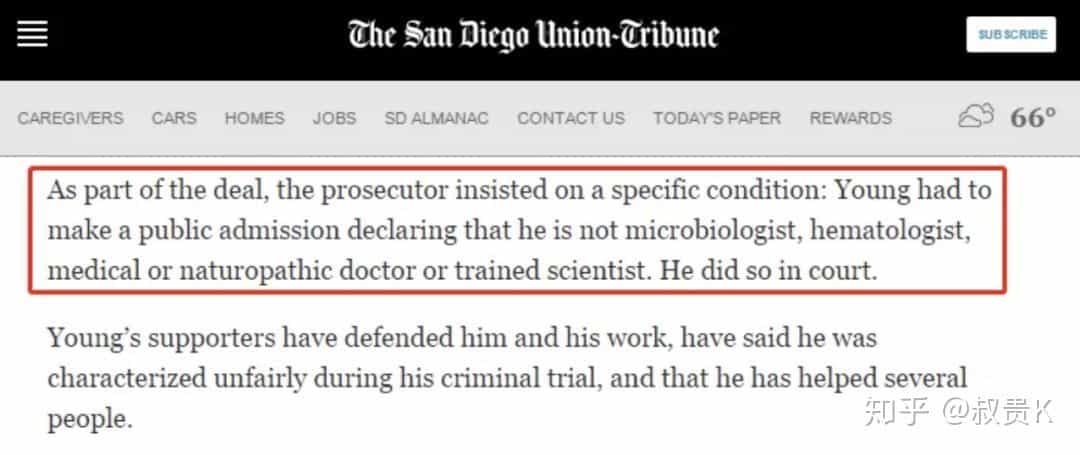 The San Diego Union-Tribune
SUBSCRIBE
CAREGIVERS CARS HOMES JOBS SD ALMANAC CONTACT US TODAY'S PAPER REWARDS 66°
As part of the deal, the prosecutor insisted on a specific condition: Young had to
make a public admission declaring that he is not microbiologist, hematologist,
medical or naturopathic doctor or trained scientist. He did so in court.
Young’s supporters have defended him and his work, have said he was
characterized unfairly during his criminal trial, and that he has helped several
people.
知乎 @叔贵K